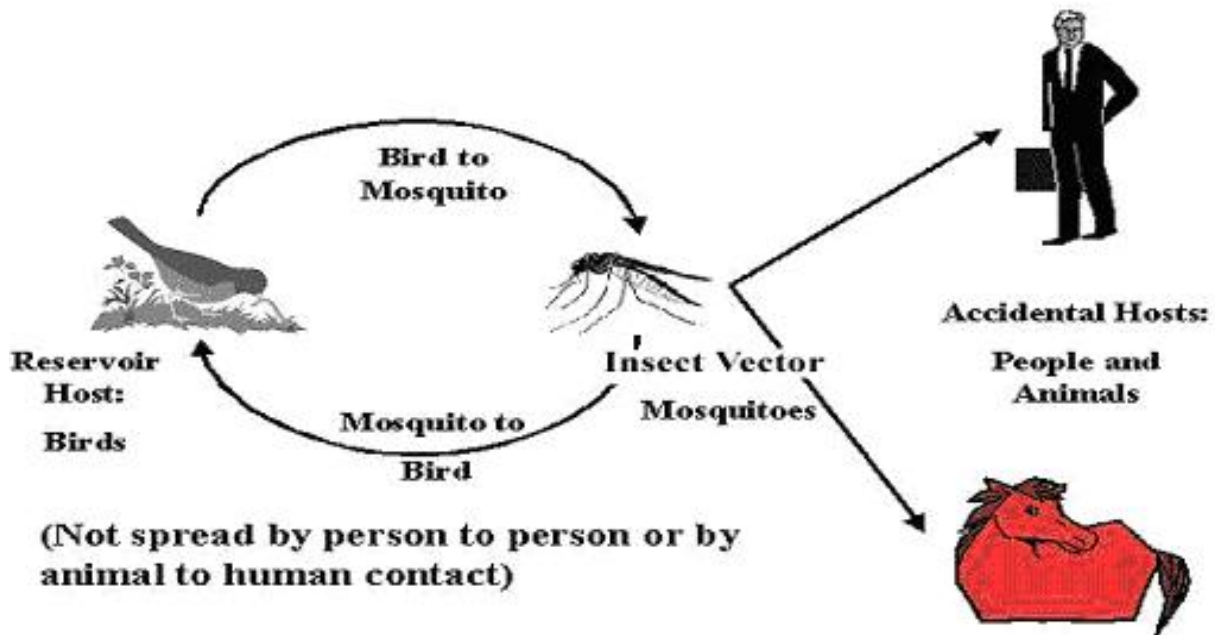 Bird to
Mosquito
Reservoir
Host:
Birds
Insect Vector
Mosquitoes
Mosquito to
Bird
Accidental Hosts:
People and
Animals
(Not spread by person to person or by
animal to human contact)